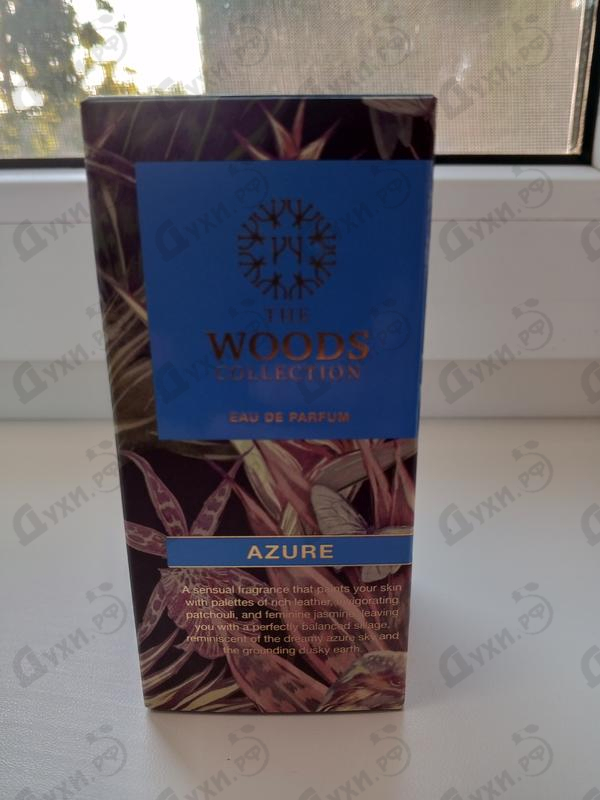 THE
WOODS
COLLECTION
EAU DE PARFUM
AZURE
A sensual fragrance that paints your skin
with palettes of rich leather, invigorating
patchouli, and feminine jasmine, leaving
you with a perfectly balanced sillage,
reminiscent of the dreamy azure sky and
the grounding dusky earth.
Духи.РФ